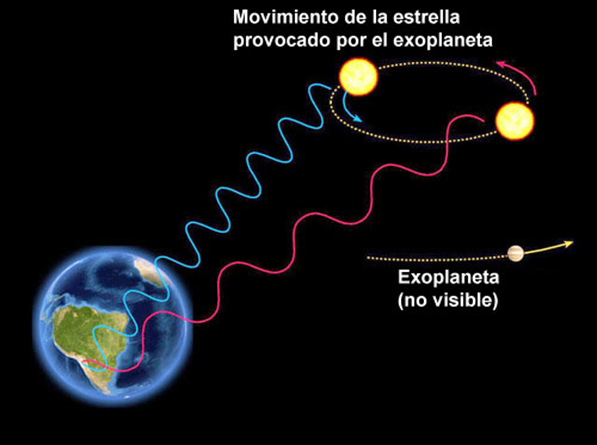 Movimiento de la estrella
provocado por el exoplaneta
Exoplaneta
(no visible)